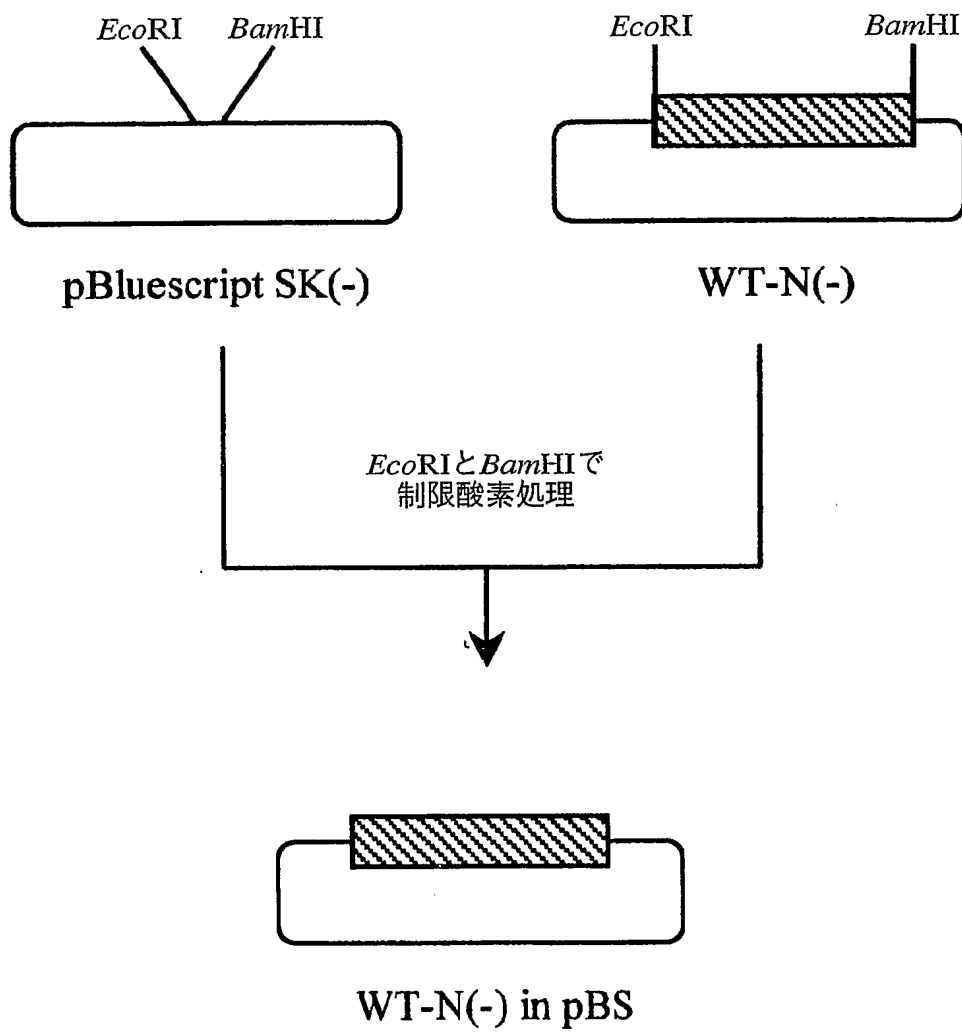 EcoRI BamHI
EcoRI BamHI
pBluescript SK(-)
WT-N(-)
EcoRIとBamHIで
制限酸素処理
WT-N(-) in pBS